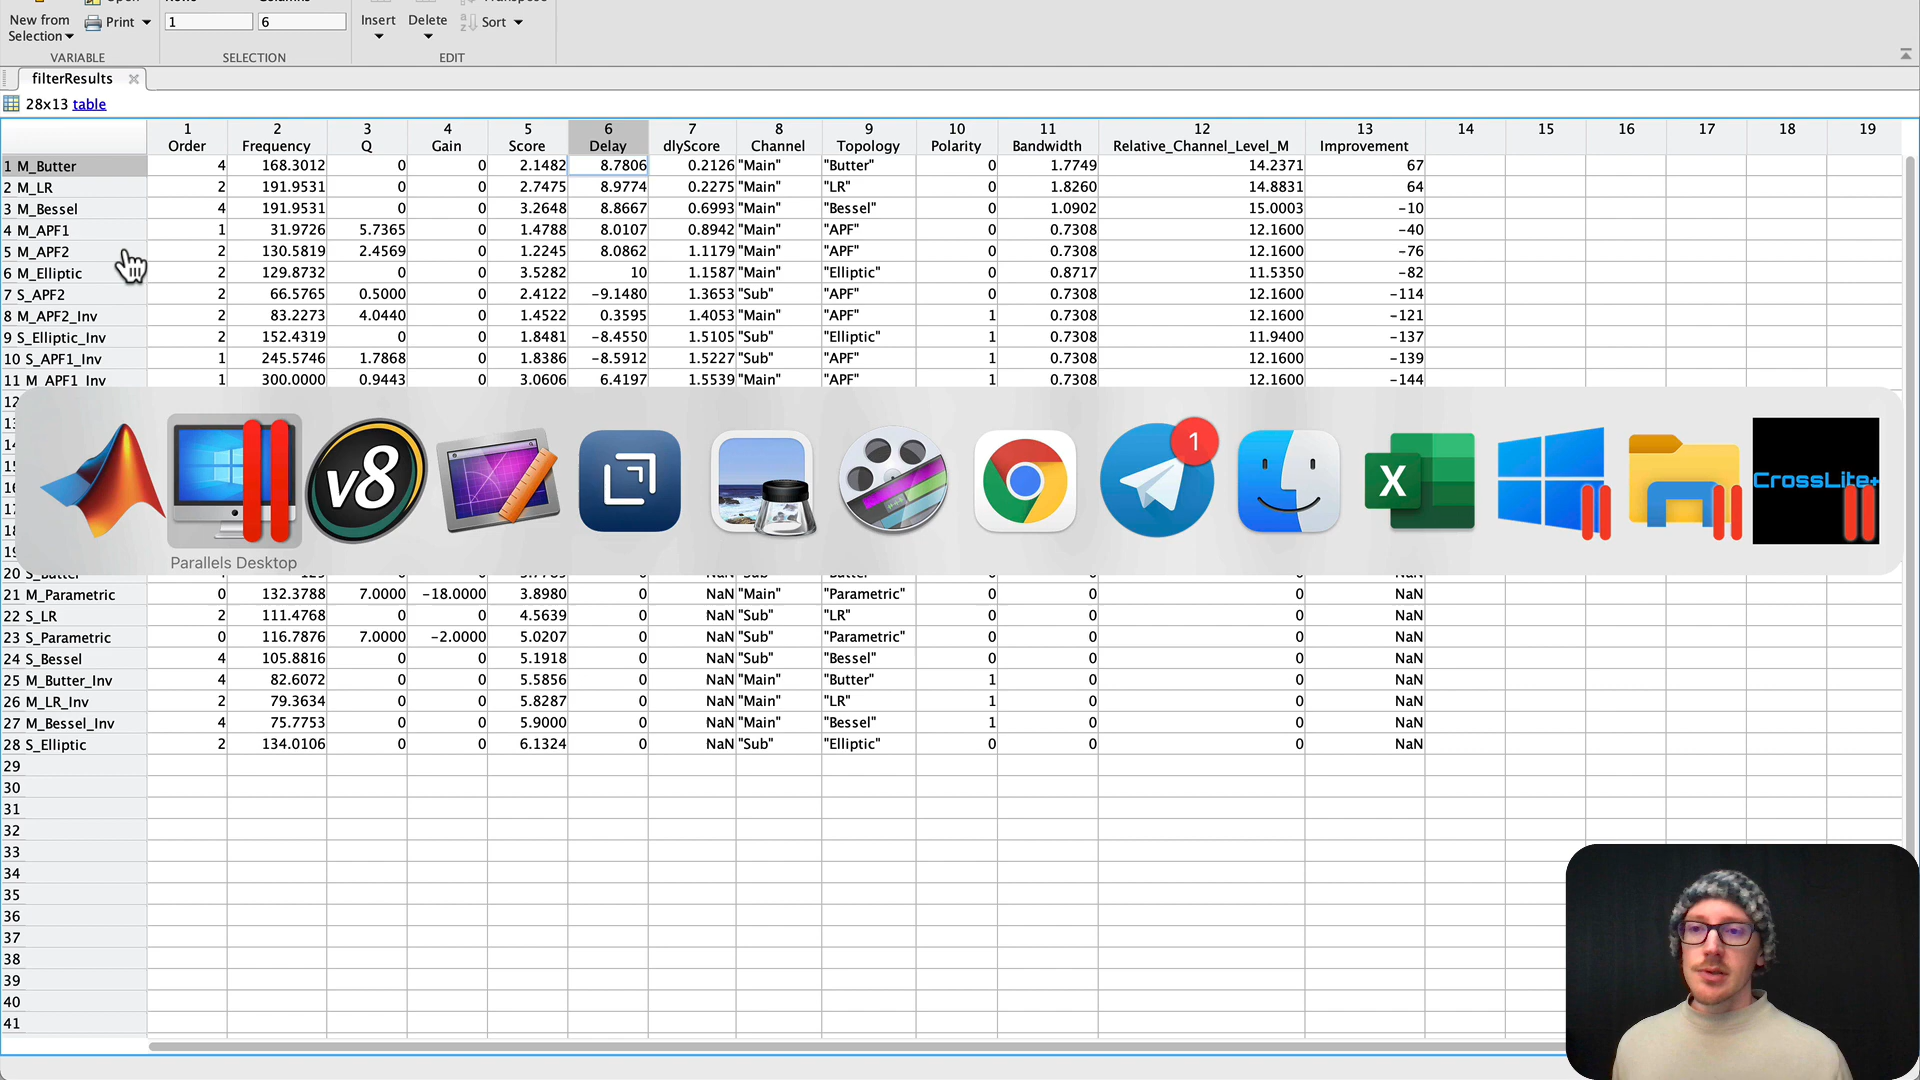 New from
Selection
Print
1
6
Insert
Delete
Sort
VARIABLE
SELECTION
EDIT
filterResults
28x13 table
1 2 3 4 5 6 7 8 9 10 11 12 13 14 15 16 17 18 19
Order Frequency Q Gain Score Delay dlyScore Channel Topology Polarity Bandwidth Relative_Channel_Level_M Improvement
1 M_Butter 4 168.3012 0 0 2.1482 8.7806 0.2126 "Main" "Butter" 0 1.7749 14.2371 67
2 M_LR 2 191.9531 0 0 2.7475 8.9774 0.2275 "Main" "LR" 0 1.8260 14.8831 64
3 M_Bessel 4 191.9531 0 0 3.2648 8.8667 0.6993 "Main" "Bessel" 0 1.0902 15.0003 -10
4 M_APF1 1 31.9726 5.7365 0 1.4788 8.0107 0.8942 "Main" "APF" 0 0.7308 12.1600 -40
5 M_APF2 2 130.5819 2.4569 0 1.2245 8.0862 1.1179 "Main" "APF" 0 0.7308 12.1600 -76
6 M_Elliptic 2 129.8732 0 0 3.5282 10 1.1587 "Main" "Elliptic" 0 0.8717 11.5350 -82
7 S_APF2 2 66.5765 0.5000 0 2.4122 -9.1480 1.3653 "Sub" "APF" 0 0.7308 12.1600 -114
8 M_APF2_Inv 2 83.2273 4.0440 0 1.4522 0.3595 1.4053 "Main" "APF" 1 0.7308 12.1600 -121
9 S_Elliptic_Inv 2 152.4319 0 0 1.8481 -8.4550 1.5105 "Sub" "Elliptic" 1 0.7308 11.9400 -137
10 S_APF1_Inv 1 245.5746 1.7868 0 1.8386 -8.5912 1.5227 "Sub" "APF" 1 0.7308 12.1600 -139
11 M_APF1_Inv 1 300.0000 0.9443 0 3.0606 6.4197 1.5539 "Main" "APF" 1 0.7308 12.1600 -144
12
13
14
15
16
17
18
19
v8
1
X
CrossLite+
Parallels Desktop
20 S_Butter
21 M_Parametric 0 132.3788 7.0000 -18.0000 3.8980 0 NaN "Main" "Parametric" 0 0 0 NaN
22 S_LR 2 111.4768 0 0 4.5639 0 NaN "Sub" "LR" 0 0 0 NaN
23 S_Parametric 0 116.7876 7.0000 -2.0000 5.0207 0 NaN "Sub" "Parametric" 0 0 0 NaN
24 S_Bessel 4 105.8816 0 0 5.1918 0 NaN "Sub" "Bessel" 0 0 0 NaN
25 M_Butter_Inv 4 82.6072 0 0 5.5856 0 NaN "Main" "Butter" 1 0 0 NaN
26 M_LR_Inv 2 79.3634 0 0 5.8287 0 NaN "Main" "LR" 1 0 0 NaN
27 M_Bessel_Inv 4 75.7753 0 0 5.9000 0 NaN "Main" "Bessel" 1 0 0 NaN
28 S_Elliptic 2 134.0106 0 0 6.1324 0 NaN "Sub" "Elliptic" 0 0 0 NaN
29
30
31
32
33
34
35
36
37
38
39
40
41